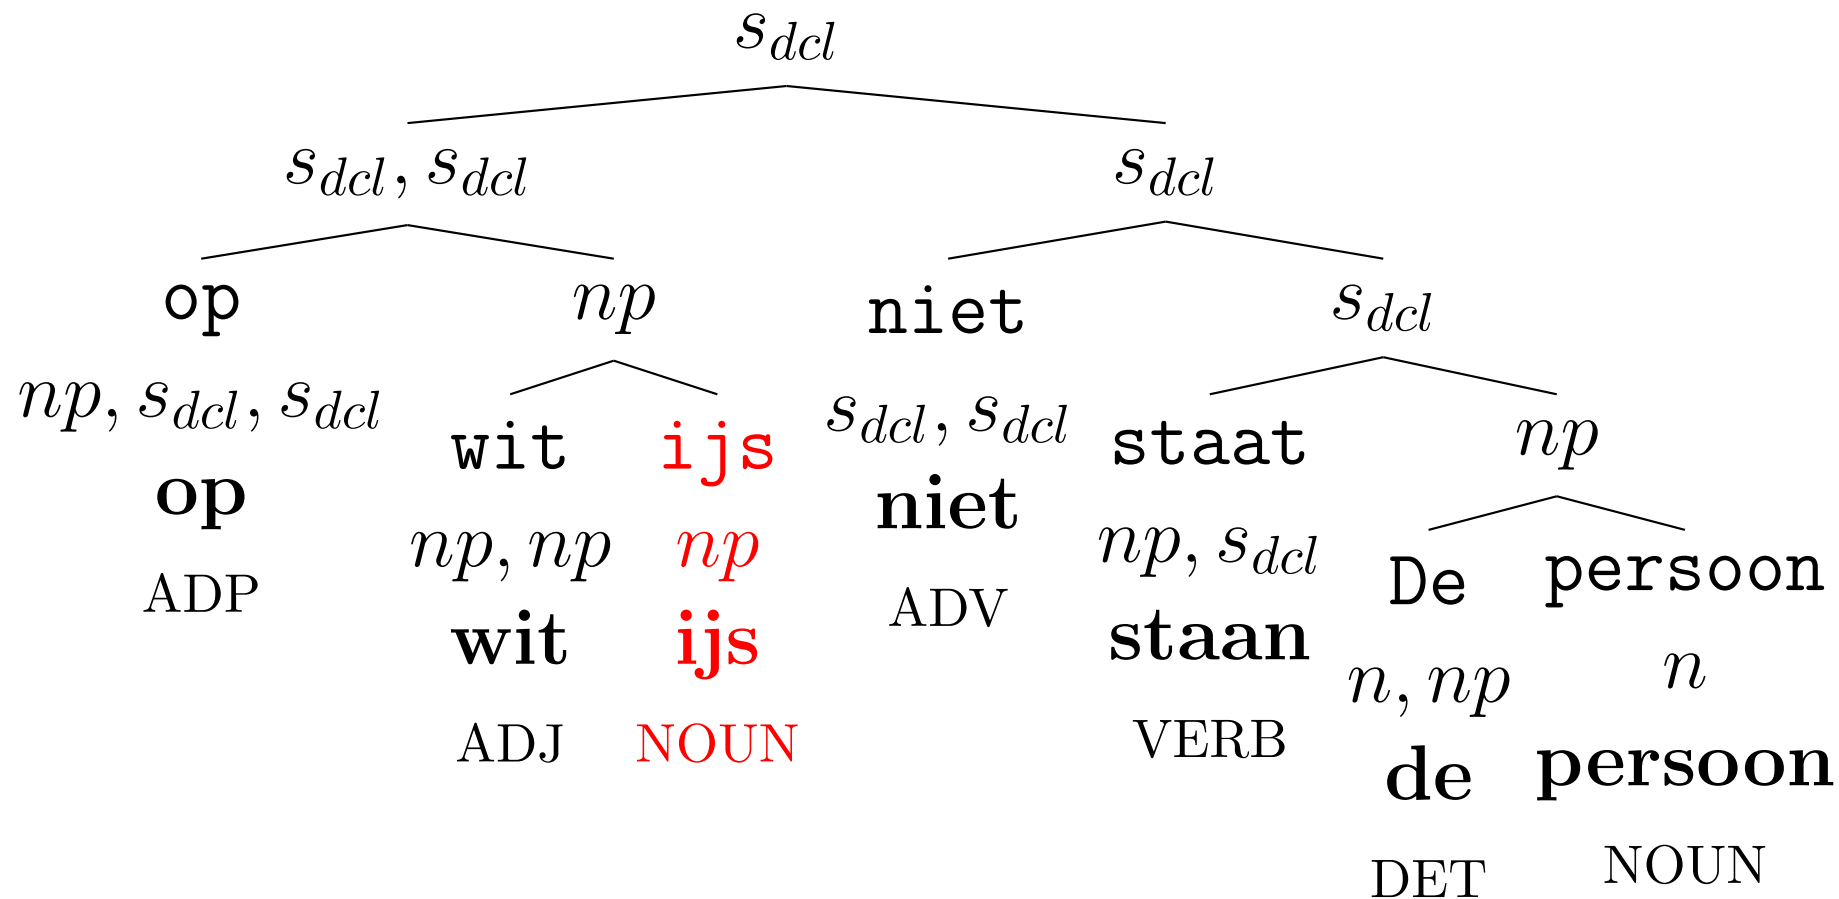 s_dcl
s_dcl, s_dcl
s_dcl
op
np
niet
s_dcl
np, s_dcl, s_dcl
wit
ijs
s_dcl, s_dcl
staat
np
op
np, np
np
niet
np, s_dcl
De
persoon
ADP
wit
ijs
ADV
staan
n, np
n
ADJ
NOUN
VERB
de
persoon
DET
NOUN